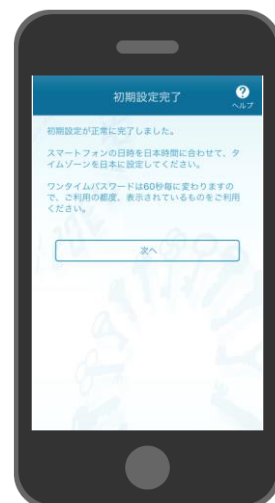 初期設定完了
?
ヘルプ
初期設定が正常に完了しました。
スマートフォンの日時を日本時間に合わせて、タ
イムゾーンを日本に設定してください。
ワンタイムパスワードは60秒毎に変わりますの
で、ご利用の都度、表示されているものをご利用
ください。
次へ